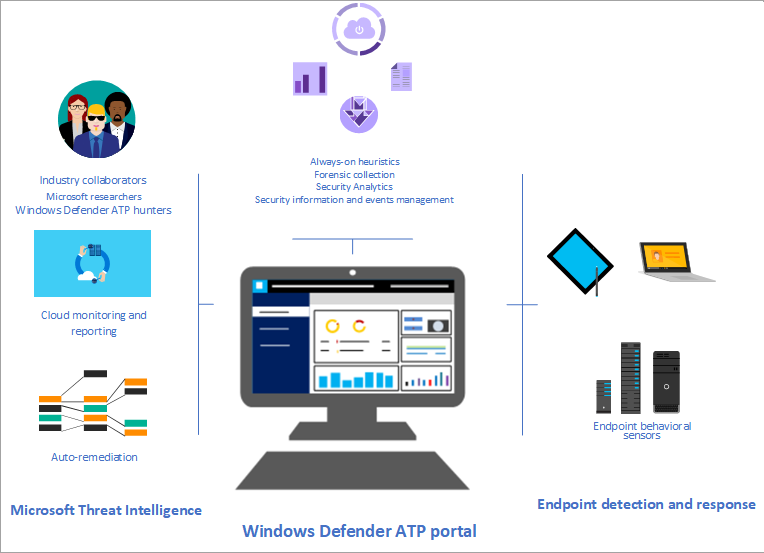 Always-on heuristics
Forensic collection
Security Analytics
Security information and events management
Industry collaborators
Microsoft researchers
Windows Defender ATP hunters
Cloud monitoring and
reporting
Auto-remediation
Microsoft Threat Intelligence
Windows Defender ATP portal
Endpoint behavioral
sensors
Endpoint detection and response